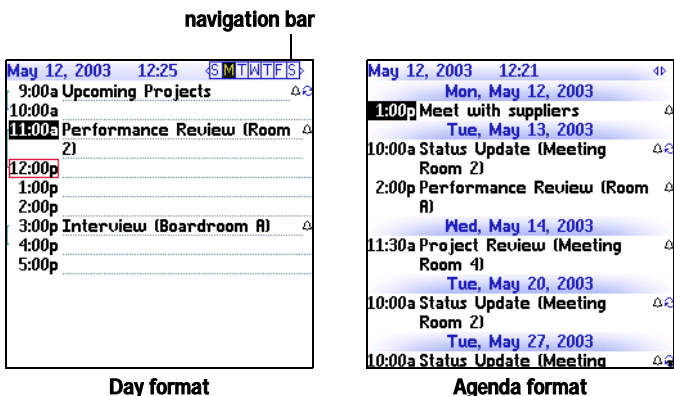 navigation bar
May 12, 2003 12:25 S M T W T F S
9:00a Upcoming Projects
10:00a
11:00a Performance Review (Room
2)
12:00p
1:00p
2:00p
3:00p Interview (Boardroom A)
4:00p
5:00p
Day format
May 12, 2003 12:21
Mon, May 12, 2003
1:00p Meet with suppliers
Tue, May 13, 2003
10:00a Status Update (Meeting
Room 2)
2:00p Performance Review (Room
A)
Wed, May 14, 2003
11:30a Project Review (Meeting
Room 4)
Tue, May 20, 2003
10:00a Status Update (Meeting
Room 2)
Tue, May 27, 2003
10:00a Status Update (Meeting
Agenda format